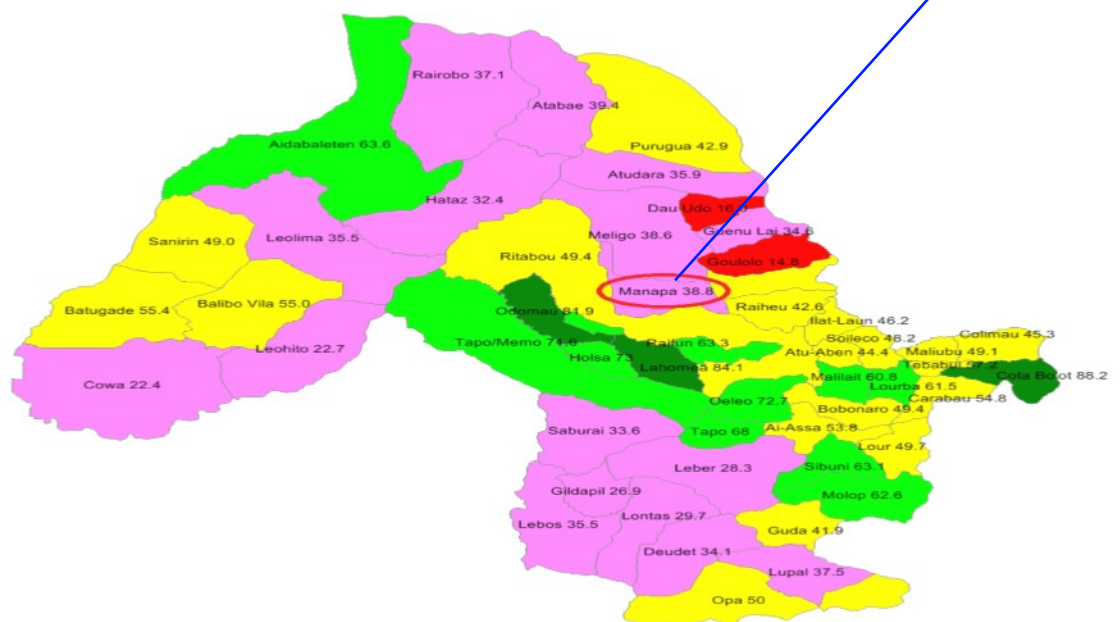 Rairobo 37.1
Atabae 39.4
Aidabaleten 63.6
Purugua 42.9
Atudara 35.9
Hataz 32.4
Dau Udo 16.0
Guenu Lai 34.6
Sanirin 49.0
Leolima 35.5
Meligo 38.6
Ritabou 49.4
Goulolo 14.8
Manapa 38.8
Batugade 55.4
Balibo Vila 55.0
Raiheu 42.6
Odomau 81.9
Ilat-Laun 46.2
Soileco 48.2
Colimau 45.3
Tapo/Memo 71.6
Raifun 63.3
Leohito 22.7
Holsa 73
Atu-Aben 44.4
Maliubu 49.1
Lahomea 84.1
Tebabui 57.2
Cota Bo'ot 88.2
Malilait 60.8
Cowa 22.4
Lourba 61.5
Carabau 54.8
Oeleo 72.7
Bobonaro 49.4
Saburai 33.6
Tapo 68
Ai-Assa 53.8
Lour 49.7
Leber 28.3
Sibuni 63.1
Gildapil 26.9
Molop 62.6
Lontas 29.7
Lebos 35.5
Guda 41.9
Deudet 34.1
Lupal 37.5
Opa 50